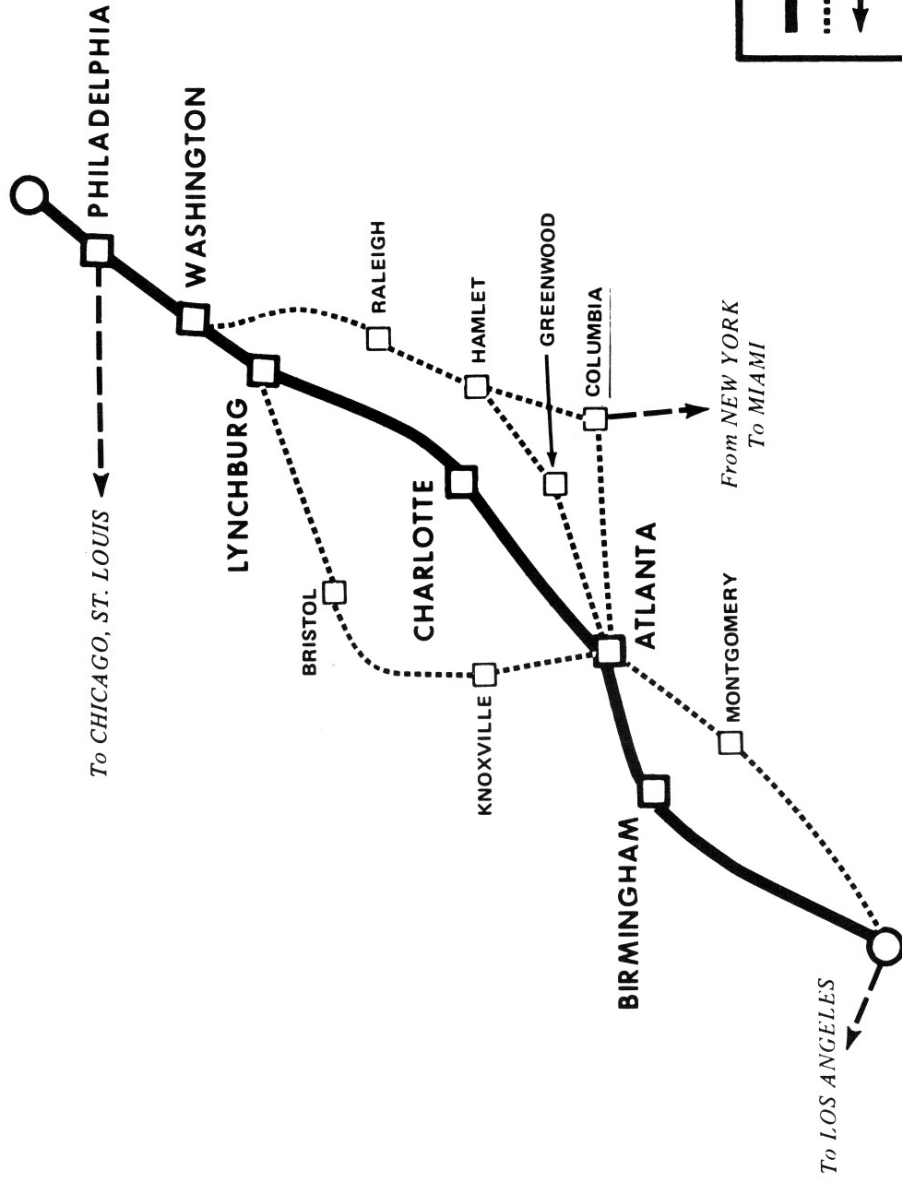 PHILADELPHIA
WASHINGTON
To CHICAGO, ST. LOUIS
LYNCHBURG
RALEIGH
BRISTOL
HAMLET
CHARLOTTE
GREENWOOD
KNOXVILLE
COLUMBIA
ATLANTA
From NEW YORK
To MIAMI
BIRMINGHAM
MONTGOMERY
To LOS ANGELES